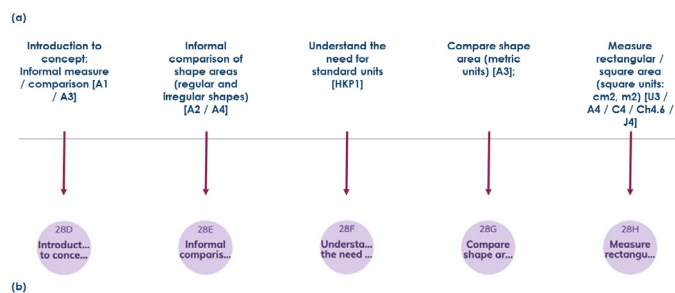 (a)
Introduction to
concept;
Informal measure
/ comparison [A1
/ A3]
Informal
comparison of
shape areas
(regular and
irregular shapes)
[A2 / A4]
Understand the
need for
standard units
[HKP1]
Compare shape
area (metric
units) [A3];
Measure
rectangular /
square area
(square units:
cm2, m2) [U3 /
A4 / C4 / Ch4.6 /
J4]
28D
Introduct...
to conce...
28E
Informal
comparis...
28F
Understa...
the need ...
28G
Compare
shape ar...
28H
Measure
rectangu...
(b)